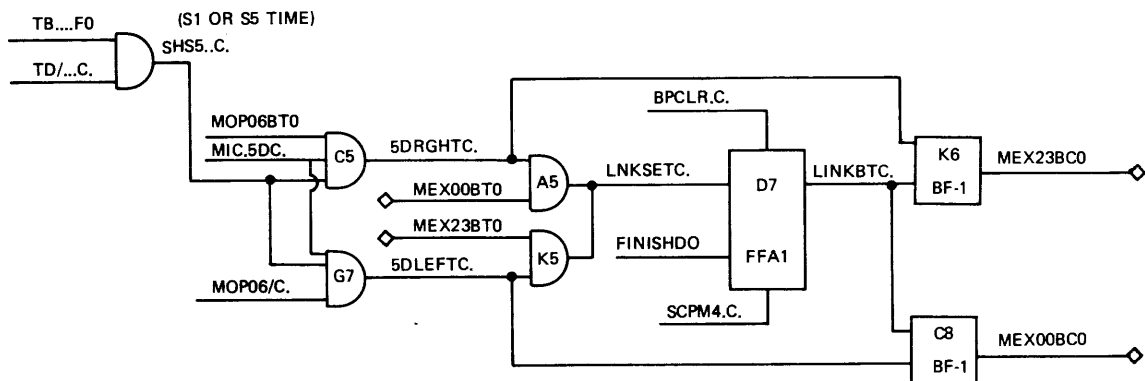 TB....F0
(S1 OR S5 TIME)
SHS5..C.
TD/...C.
BPCLR.C.
MOP06BT0
MIC.5DC.
C5
5DRGHTC.
A5
MEX00BT0
LNKSETC.
D7
LINKBTC.
K6
BF-1
MEX23BC0
MEX23BT0
K5
FINISHDO
FFA1
G7
5DLEFTC.
MOP06/C.
SCPM4.C.
C8
BF-1
MEX00BC0